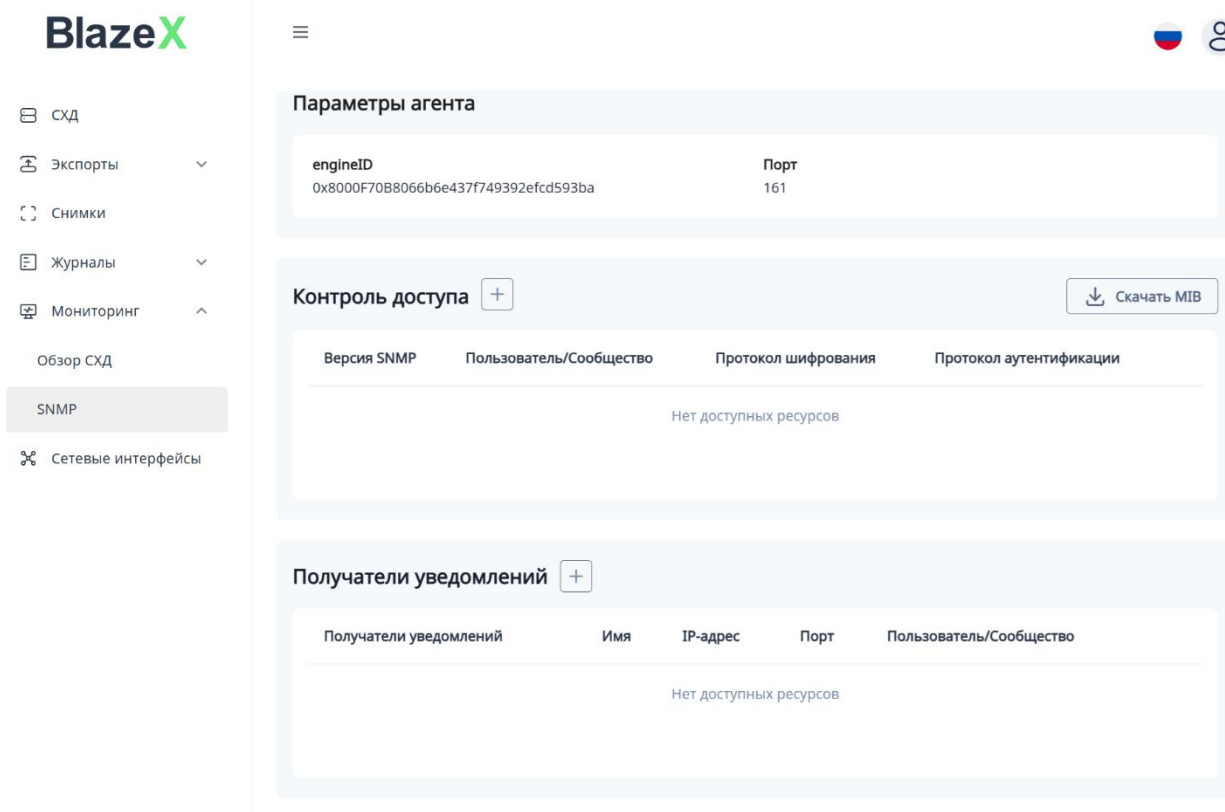 BlazeX
СХД
Экспорты
Снимки
Журналы
Мониторинг
Обзор СХД
SNMP
Сетевые интерфейсы
Параметры агента
engineID Порт
0x8000F70B8066b6e437f749392efcd593ba 161
Контроль доступа
Скачать MIB
Версия SNMP Пользователь/Сообщество Протокол шифрования Протокол аутентификации
Нет доступных ресурсов
Получатели уведомлений
Получатели уведомлений Имя IP-адрес Порт Пользователь/Сообщество
Нет доступных ресурсов